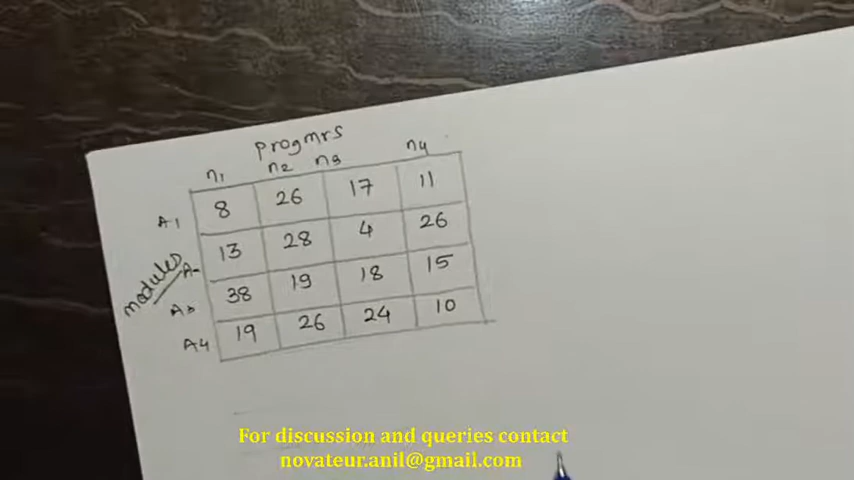 progmrs
n1 n2 n3 n4
A1 8 26 17 11
A2 13 28 4 26
modules
A3 38 19 18 15
A4 19 26 24 10
For discussion and queries contact
novateur.anil@gmail.com